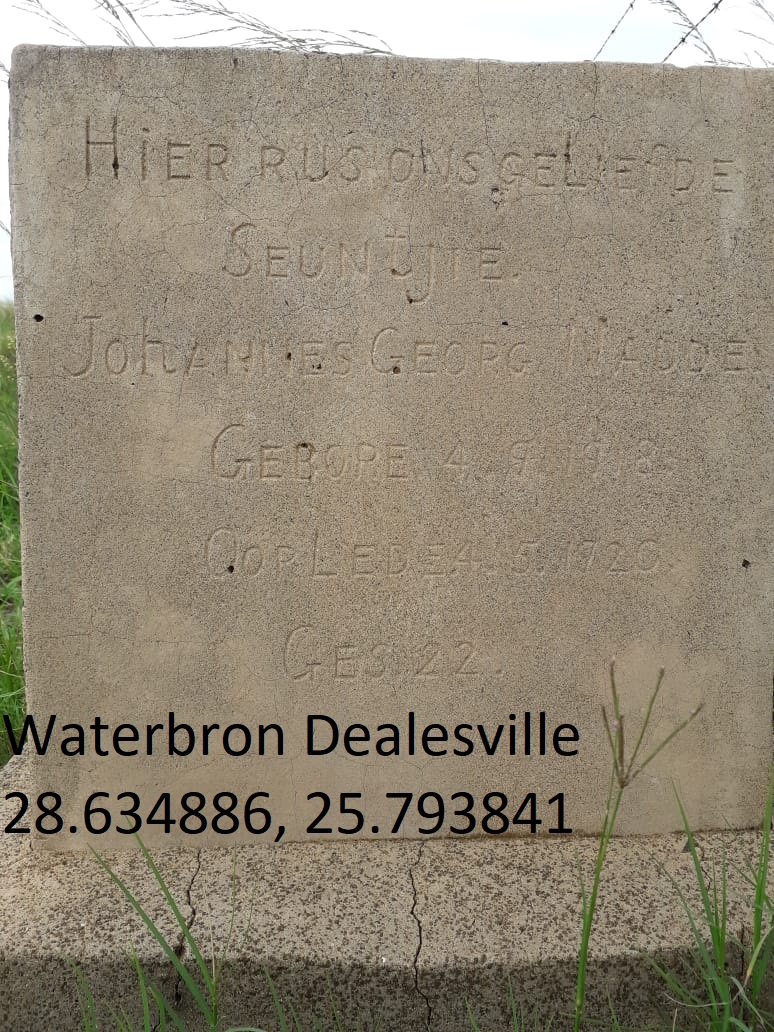 HIER RUS ONS GELIEFDE
SEUNTJIE.
JOHANNES GEORG NAUDE
GEBORE 4. 9. 1918.
OORLEDE 4. 5. 1920.
GES 22.
Waterbron Dealesville
28.634886, 25.793841